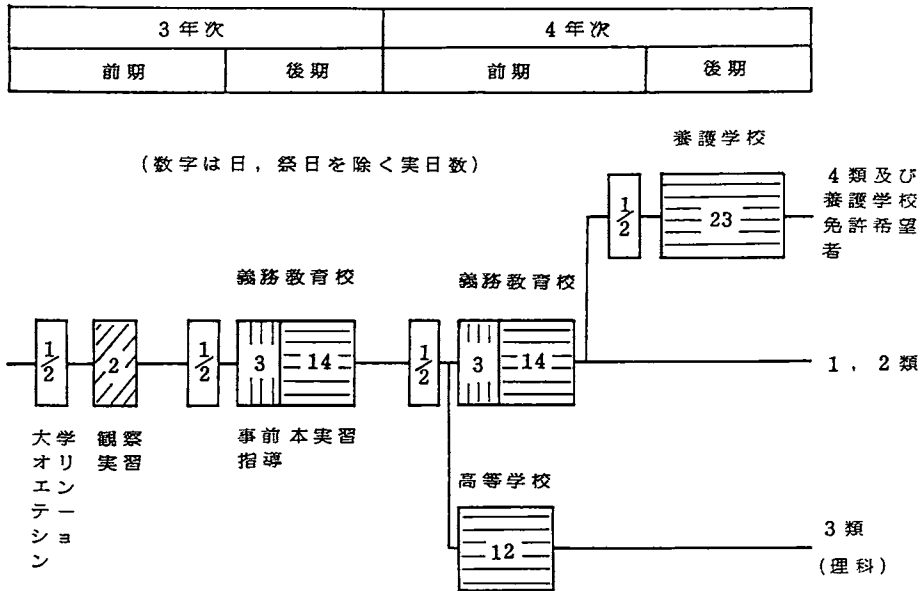 3年次 4年次
前期 後期 前期 後期
養護学校
(数字は日,祭日を除く実日数)
4類及び
養護学校
免許希望
者
1/2 23
義務教育校 義務教育校
1/2 2 1/2 3 14 1/2 3 14
1,2類
大学オリエンテーション
観察
実習
事前 本実習
指導
高等学校
12
3類
(理科)